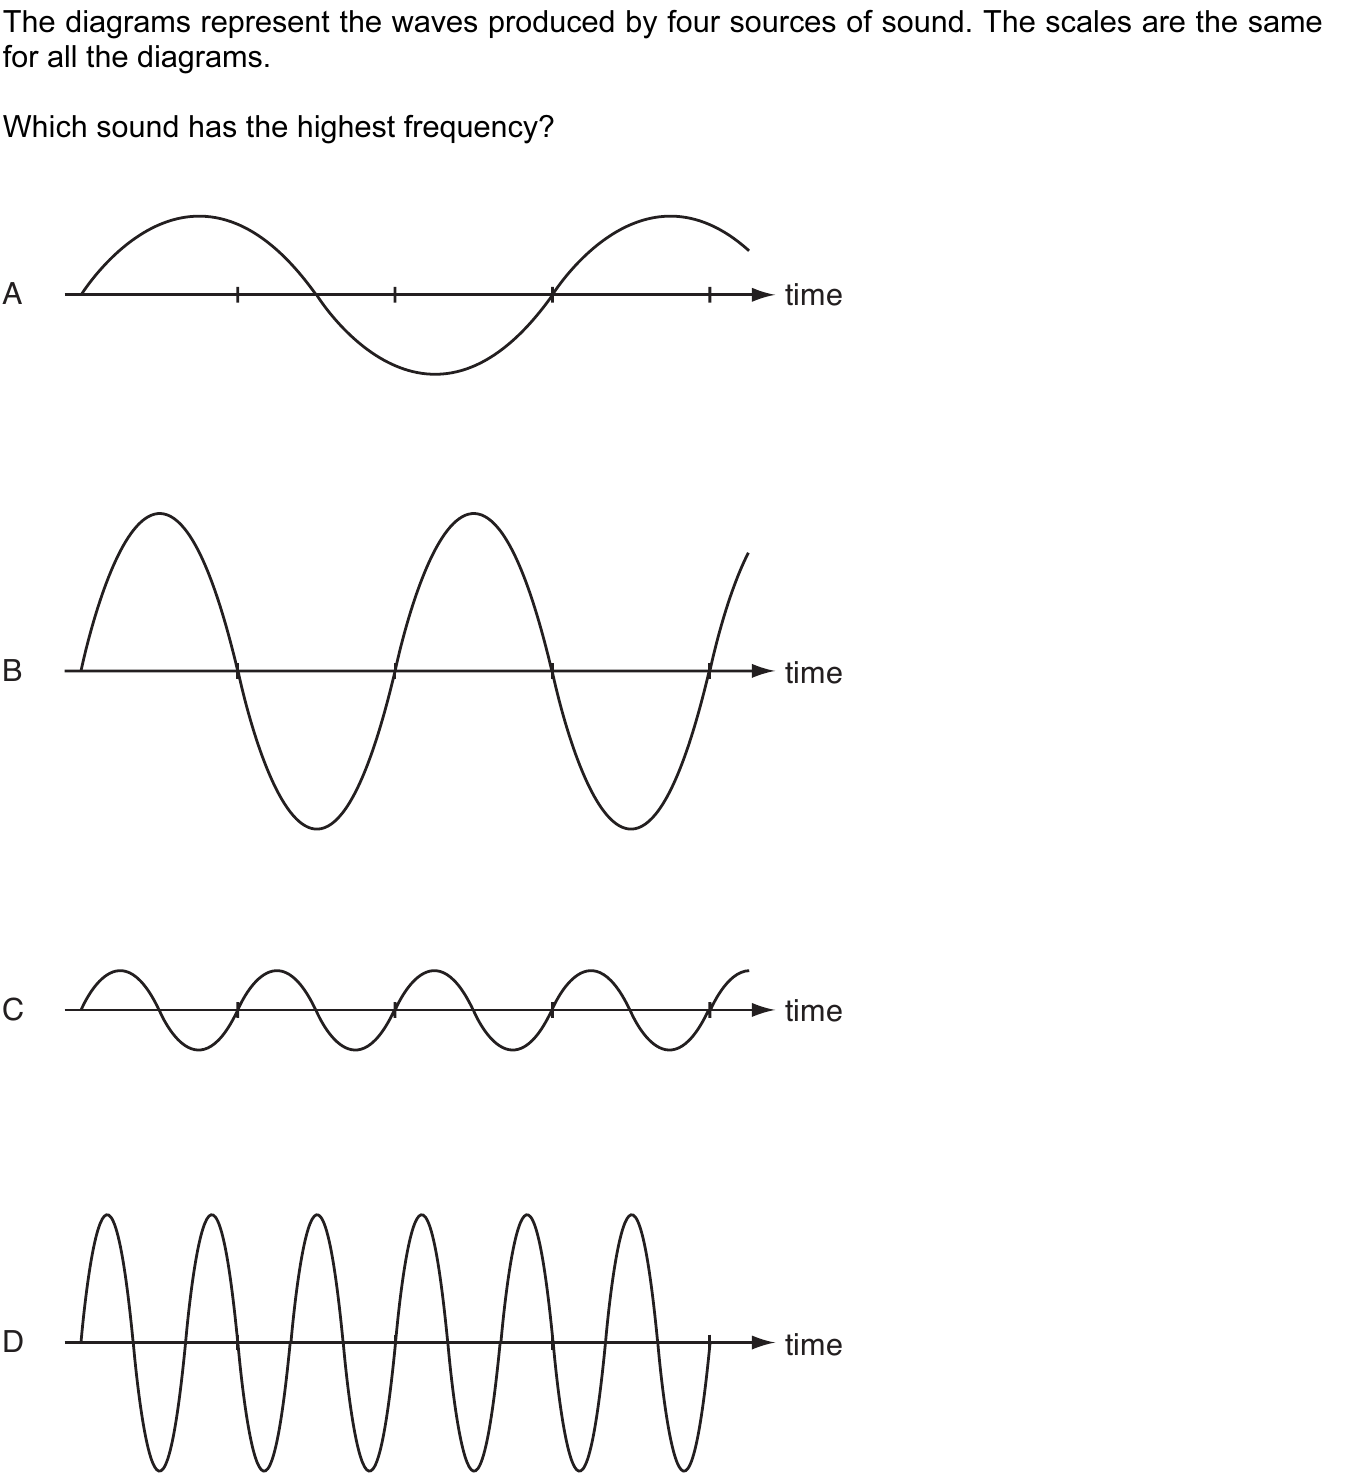 The diagrams represent the waves produced by four sources of sound. The scales are the same
for all the diagrams.
Which sound has the highest frequency?
A time
B time
C time
D time